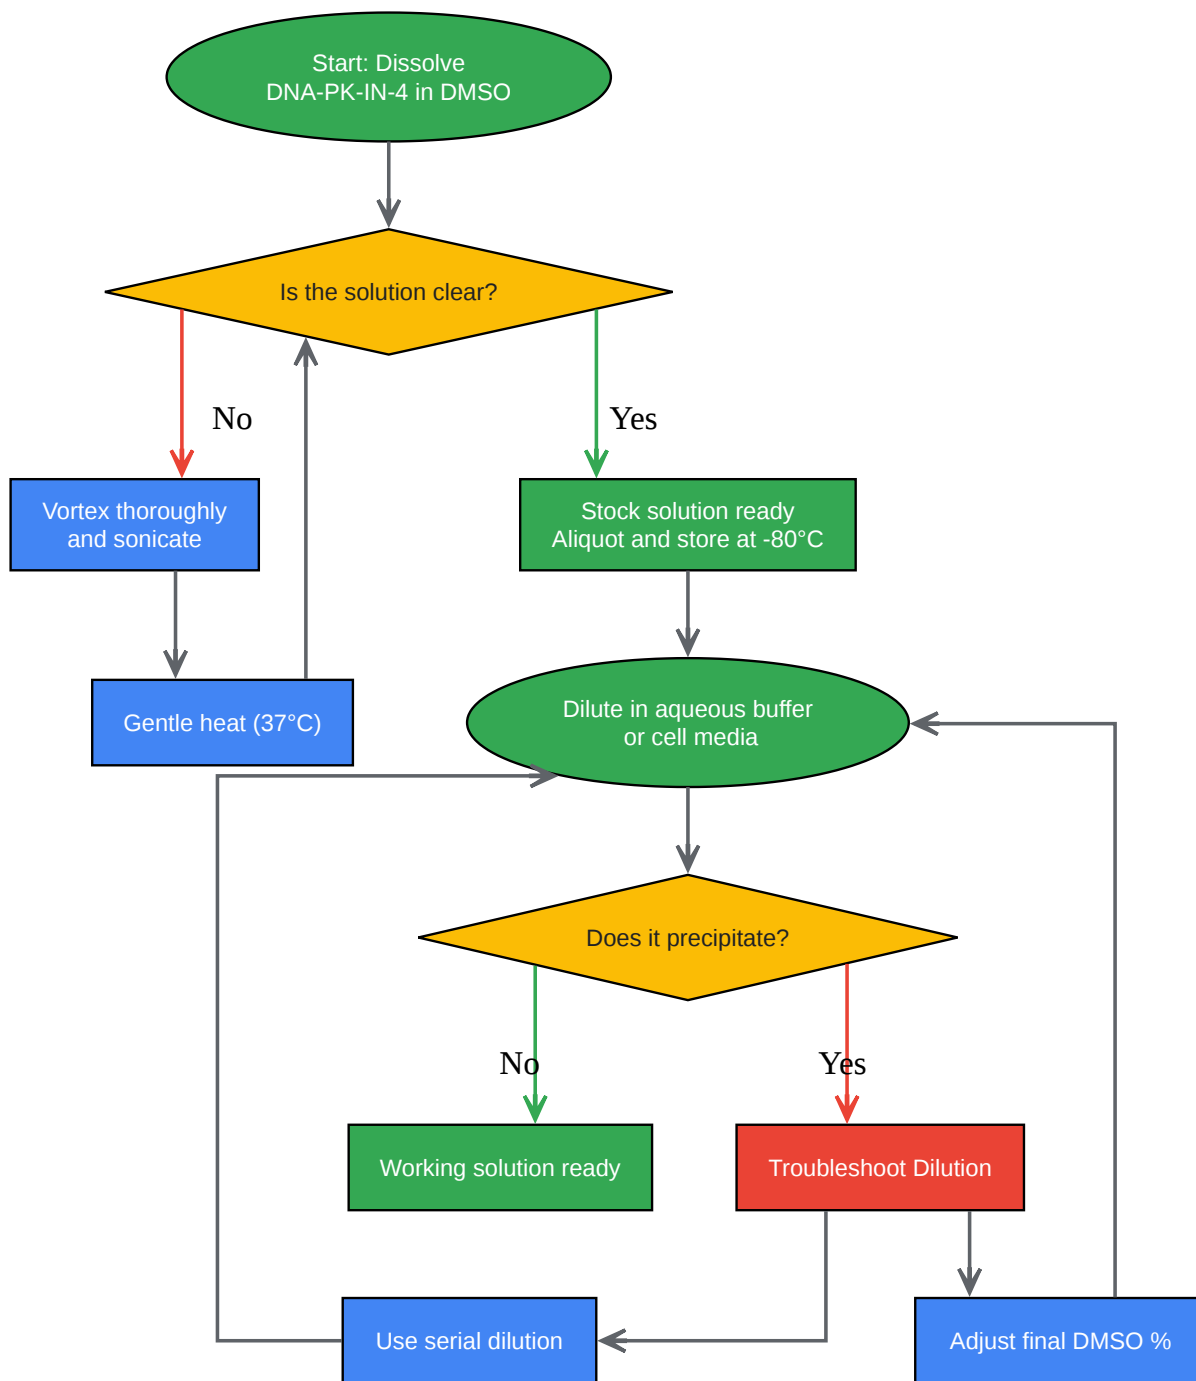 Start: Dissolve
DNA-PK-IN-4 in DMSO
Is the solution clear?
No
Yes
Vortex thoroughly
and sonicate
Stock solution ready
Aliquot and store at -80°C
Gentle heat (37°C)
Dilute in aqueous buffer
or cell media
Does it precipitate?
No
Yes
Working solution ready
Troubleshoot Dilution
Use serial dilution
Adjust final DMSO %